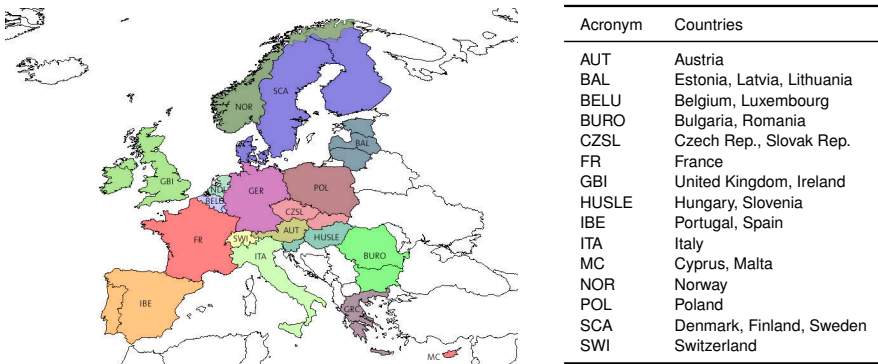 NOR
SCA
BAL
GBI
NL
BELU
GER
POL
CZSL
FR
SWI
AUT
HUSLE
ITA
BURO
IBE
GRC
MC
Acronym Countries
AUT Austria
BAL Estonia, Latvia, Lithuania
BELU Belgium, Luxembourg
BURO Bulgaria, Romania
CZSL Czech Rep., Slovak Rep.
FR France
GBI United Kingdom, Ireland
HUSLE Hungary, Slovenia
IBE Portugal, Spain
ITA Italy
MC Cyprus, Malta
NOR Norway
POL Poland
SCA Denmark, Finland, Sweden
SWI Switzerland